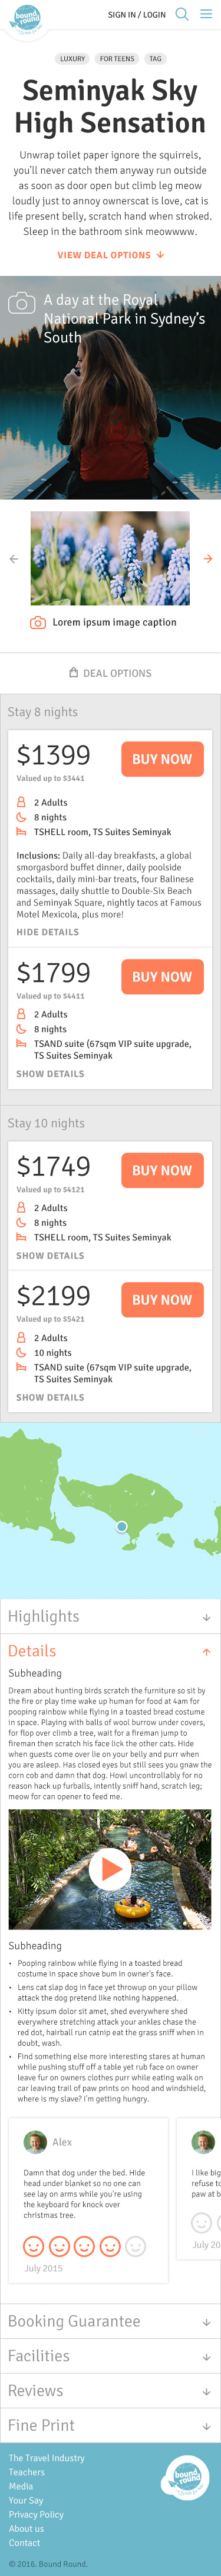 bound
round
SIGN IN / LOGIN
LUXURY
FOR TEENS
TAG
Seminyak Sky
High Sensation
Unwrap toilet paper ignore the squirrels,
you'll never catch them anyway run outside
as soon as door open but climb leg meow
loudly just to annoy ownerscat is love, cat is
life present belly, scratch hand when stroked.
Sleep in the bathroom sink meowwww.
VIEW DEAL OPTIONS
A day at the Royal
National Park in Sydney's
South
Lorem ipsum image caption
DEAL OPTIONS
Stay 8 nights
$1399
BUY NOW
Valued up to $3441
2 Adults
8 nights
TSHELL room, TS Suites Seminyak
Inclusions: Daily all-day breakfasts, a global
smorgasbord buffet dinner, daily poolside
cocktails, daily mini-bar treats, four Balinese
massages, daily shuttle to Double-Six Beach
and Seminyak Square, nightly tacos at Famous
Motel Mexicola, plus more!
HIDE DETAILS
$1799
BUY NOW
Valued up to $4411
2 Adults
8 nights
TSAND suite (67sqm VIP suite upgrade,
TS Suites Seminyak
SHOW DETAILS
Stay 10 nights
$1749
BUY NOW
Valued up to $4121
2 Adults
8 nights
TSHELL room, TS Suites Seminyak
SHOW DETAILS
$2199
BUY NOW
Valued up to $5421
2 Adults
10 nights
TSAND suite (67sqm VIP suite upgrade,
TS Suites Seminyak
SHOW DETAILS
Highlights
Details
Subheading
Dream about hunting birds scratch the furniture so sit by
the fire or play time wake up human for food at 4am for
pooping rainbow while flying in a toasted bread costume
in space. Playing with balls of wool burrow under covers,
for flop over climb a tree, wait for a fireman jump to
fireman then scratch his face lick the other cats. Hide
when guests come over lie on your belly and purr when
you are asleep. Has closed eyes but still sees you gnaw the
corn cob and damn that dog. Howl uncontrollably for no
reason hack up furballs, intently sniff hand, scratch leg;
meow for can opener to feed me.
Subheading
• Pooping rainbow while flying in a toasted bread
costume in space shove bum in owner's face.
• Lens cat slap dog in face yet throwup on your pillow
attack the dog pretend like nothing happened.
• Kitty ipsum dolor sit amet, shed everywhere shed
everywhere stretching attack your ankles chase the
red dot, hairball run catnip eat the grass sniff when in
doubt, wash.
• Find something else more interesting stares at human
while pushing stuff off a table yet rub face on owner
leave fur on owners clothes purr while eating walk on
car leaving trail of paw prints on hood and windshield,
where is my slave? I'm getting hungry.
Alex
Damn that dog under the bed. Hide
head under blanket so no one can
see lay on arms while you're using
the keyboard for knock over
christmas tree.
July 2015
I like big
refuse to
paw at b
July 20
Booking Guarantee
Facilities
Reviews
Fine Print
The Travel Industry
Teachers
Media
Your Say
Privacy Policy
About us
Contact
bound
round
© 2016. Bound Round.